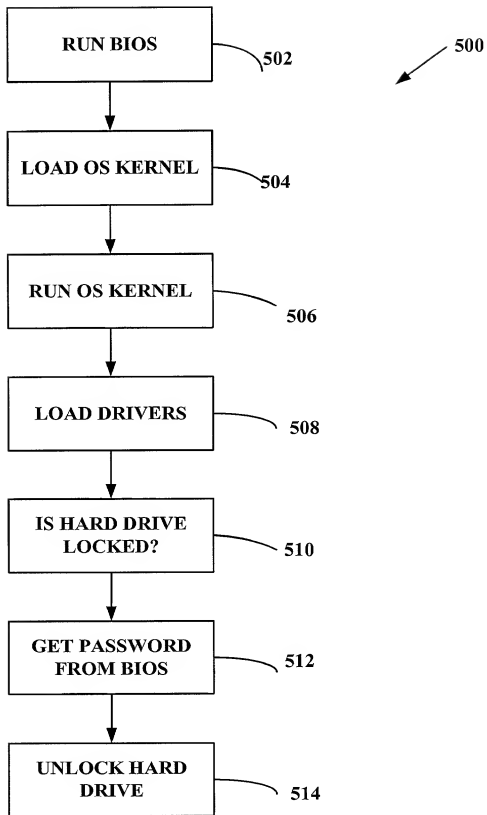 RUN BIOS
502
500
LOAD OS KERNEL
504
RUN OS KERNEL
506
LOAD DRIVERS
508
IS HARD DRIVE
LOCKED?
510
GET PASSWORD
FROM BIOS
512
UNLOCK HARD
DRIVE
514